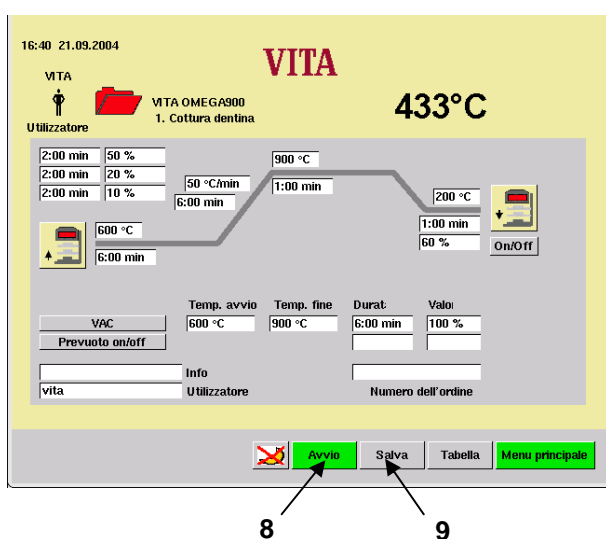 16:40 21.09.2004
VITA
VITA
433°C
VITA OMEGA900
1. Cottura dentina
Utilizzatore
2:00 min 50 %
2:00 min 20 %
2:00 min 10 %
50 °C/min
6:00 min
900 °C
1:00 min
200 °C
1:00 min
60 %
On/Off
600 °C
6:00 min
Temp. avvio Temp. fine Durat: Valoı
VAC 600 °C 900 °C 6:00 min 100 %
Prevuoto on/off
Info
vita Utilizzatore Numero dell'ordine
Avvio Salva Tabella Menu principale
8 9